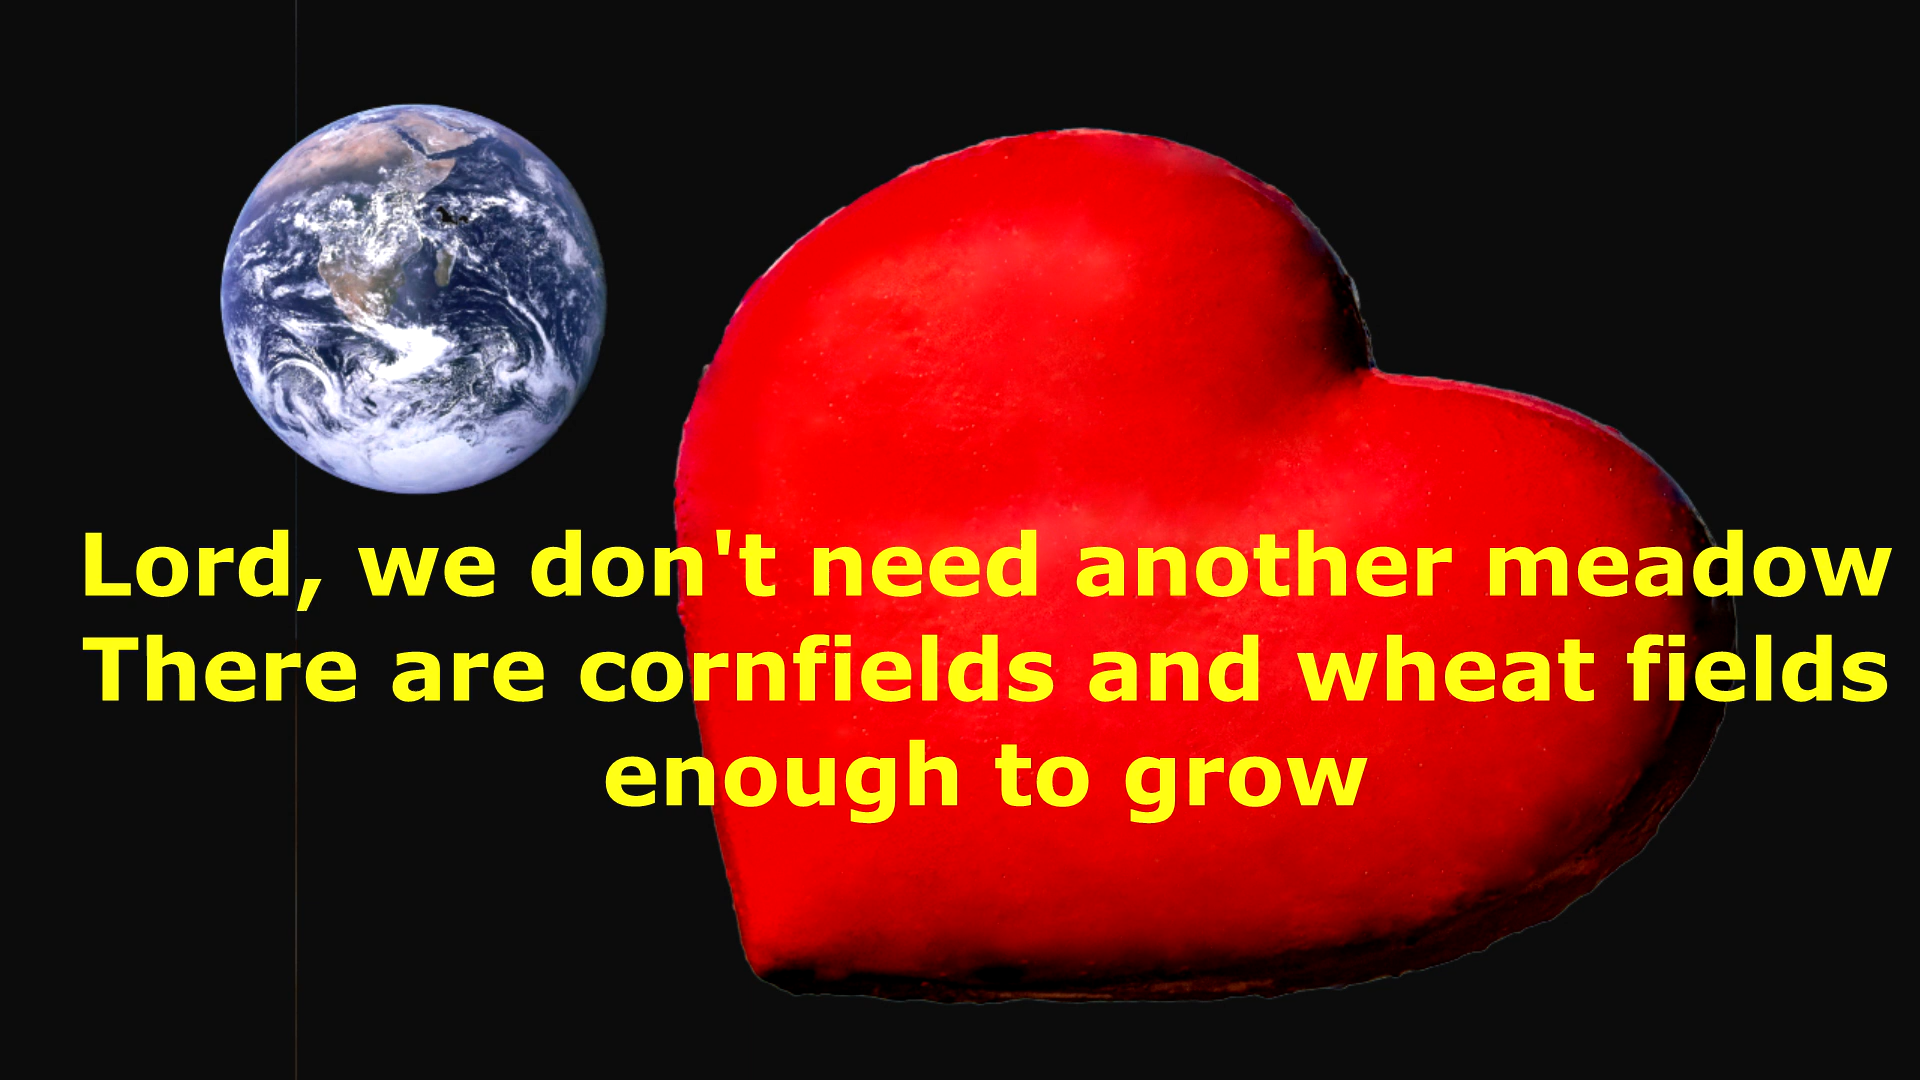 Lord, we don't need another meadow
There are cornfields and wheat fields
enough to grow